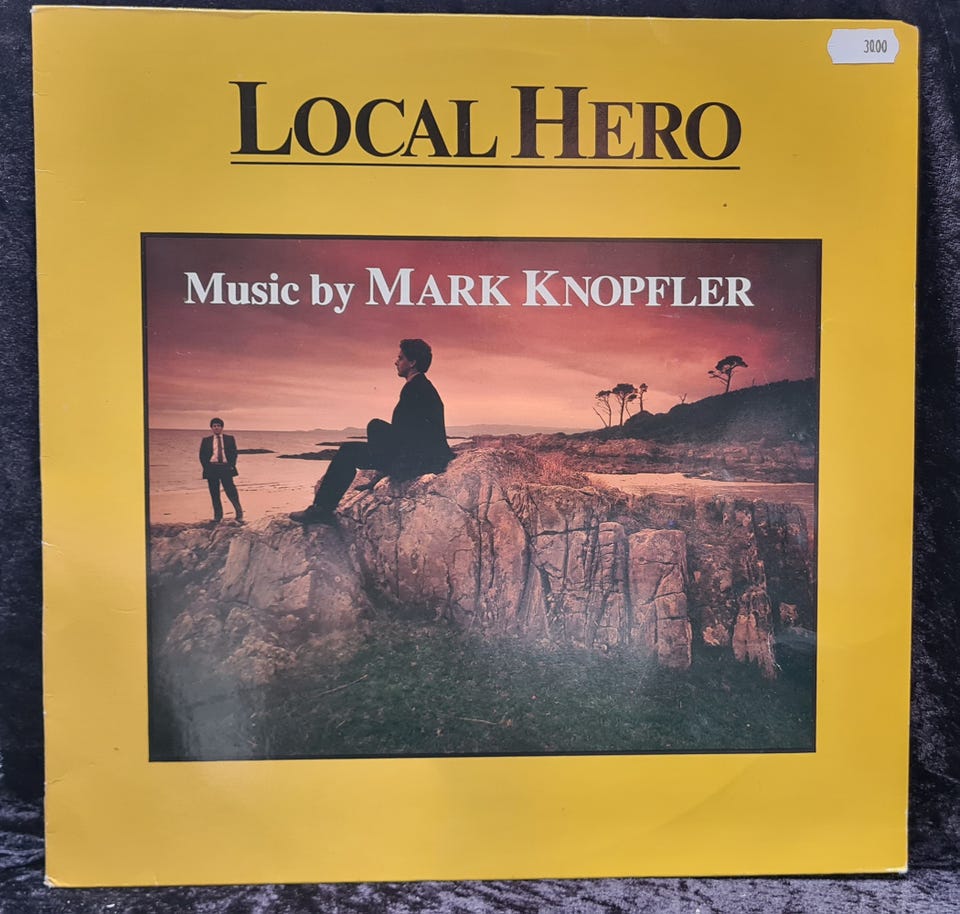 30.00
LOCAL HERO
Music by MARK KNOPFLER